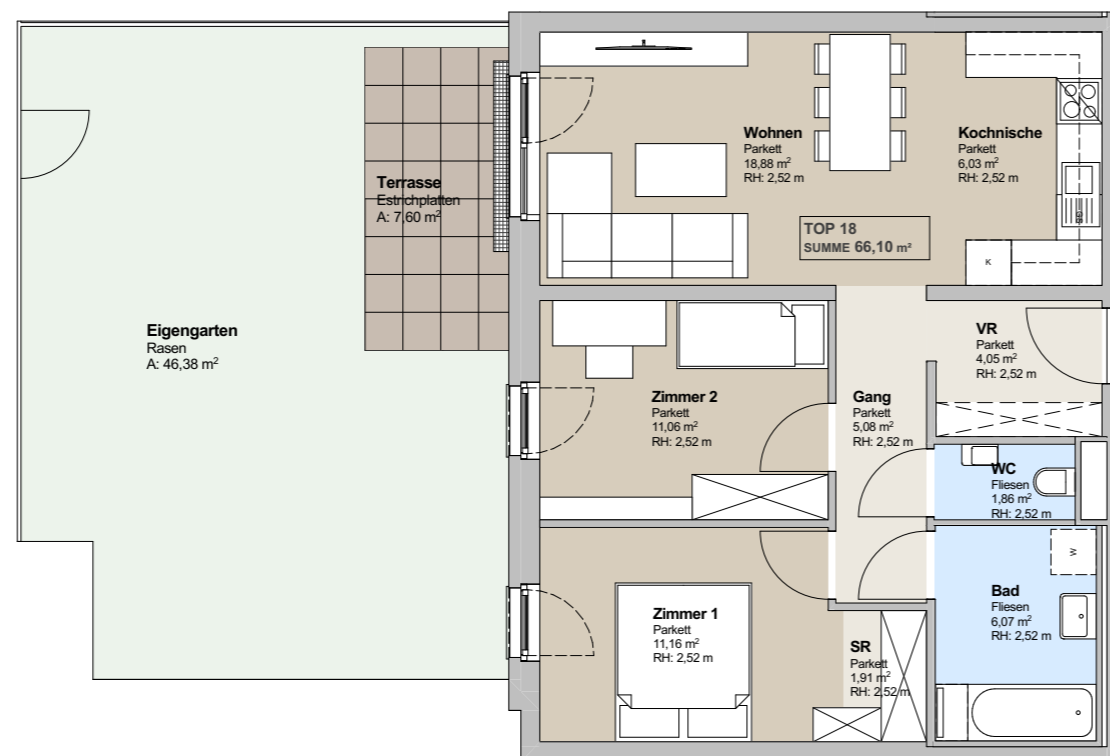 Wohnen
Parkett
18,88 m²
RH: 2,52 m
Kochnische
Parkett
6,03 m²
RH: 2,52 m
Terrasse
Estrichplatten
A: 7,60 m²
TOP 18
SUMME 66,10 m²
K
Eigengarten
Rasen
A: 46,38 m²
VR
Parkett
4,05 m²
RH: 2,52 m
Zimmer 2
Parkett
11,06 m²
RH: 2,52 m
Gang
Parkett
5,08 m²
RH: 2,52 m
WC
Fliesen
1,86 m²
RH: 2,52 m
W
Bad
Fliesen
6,07 m²
RH: 2,52 m
Zimmer 1
Parkett
11,16 m²
RH: 2,52 m
SR
Parkett
1,91 m²
RH: 2,52 m